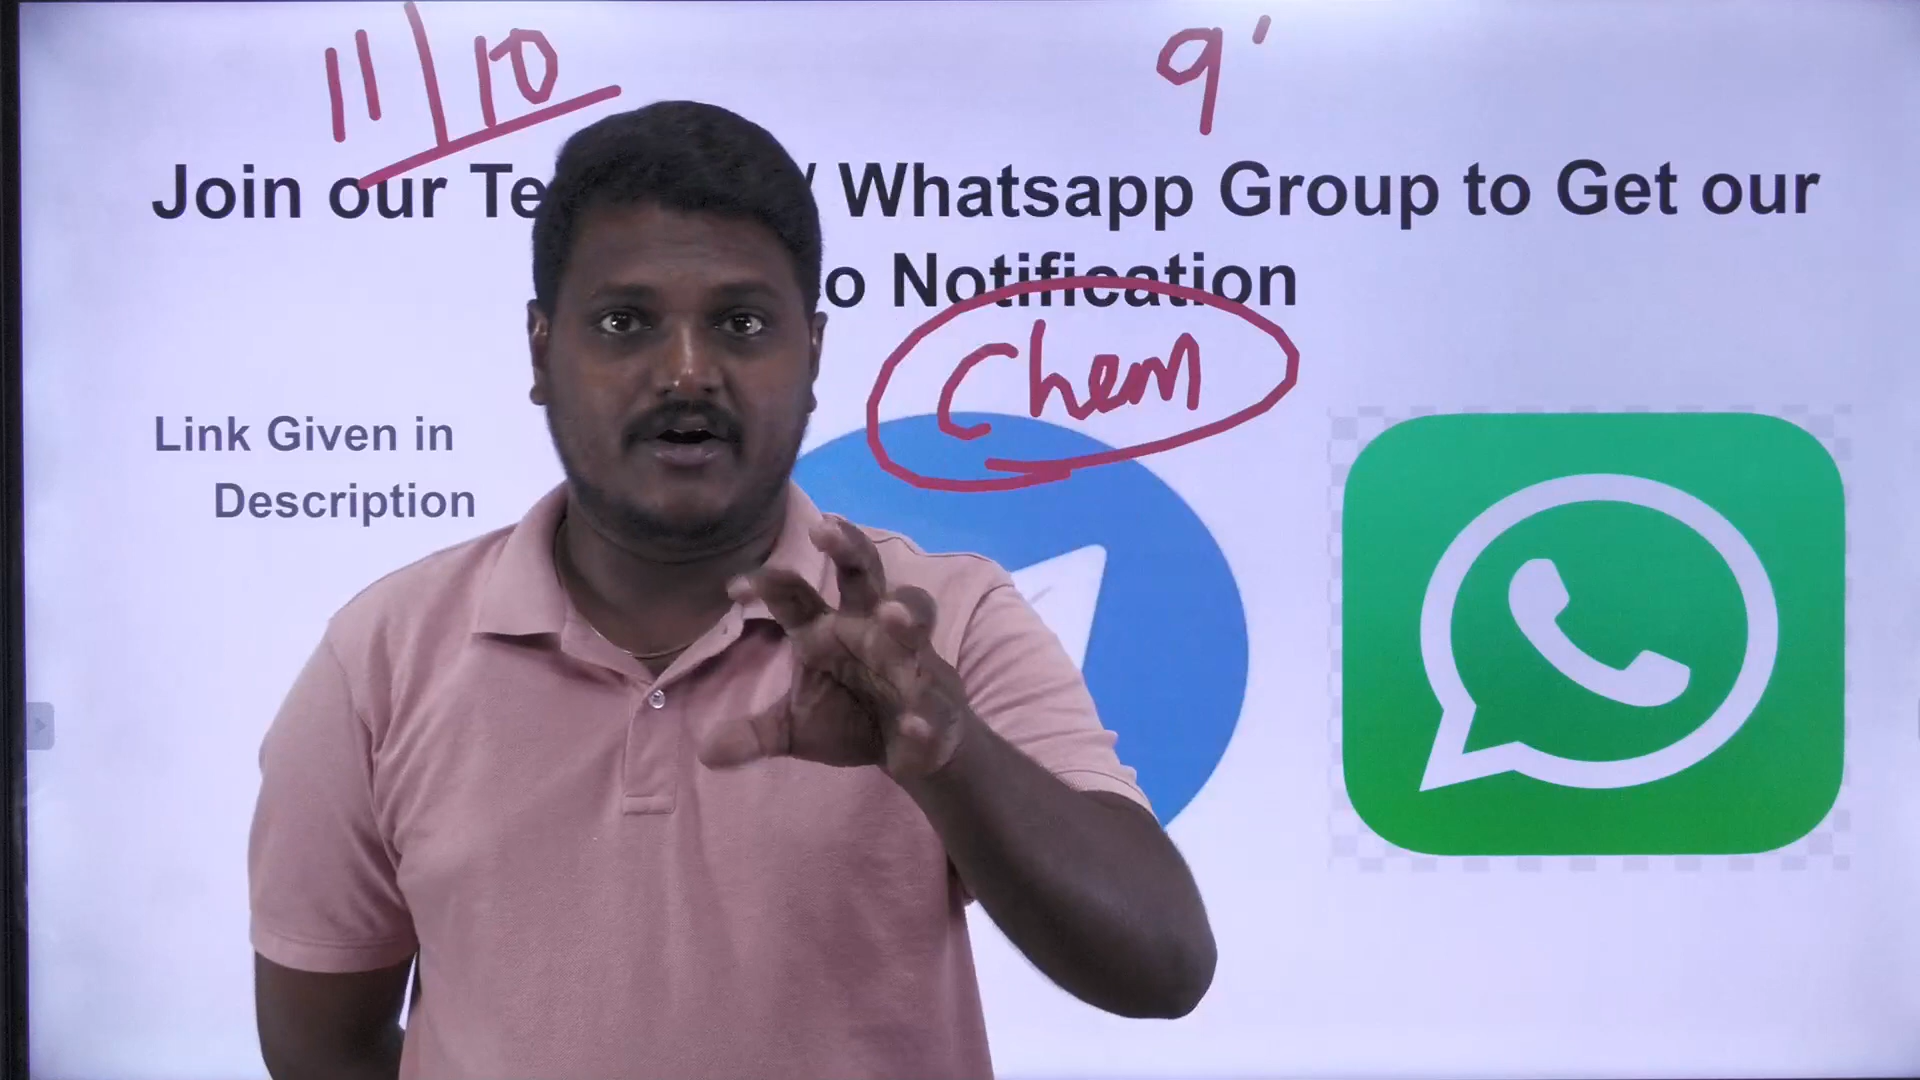 11/10
9'
Join our Te / Whatsapp Group to Get our
o Notification
Chem
Link Given in
Description